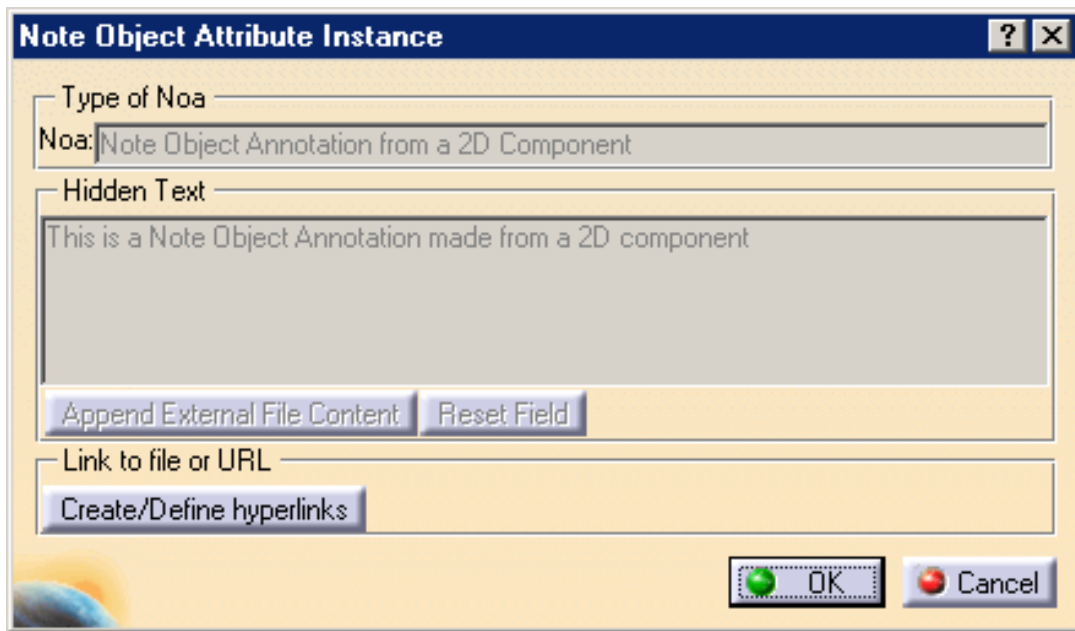 Note Object Attribute Instance
Type of Noa
Noa: Note Object Annotation from a 2D Component
Hidden Text
This is a Note Object Annotation made from a 2D component
Append External File Content Reset Field
Link to file or URL
Create/Define hyperlinks
OK Cancel